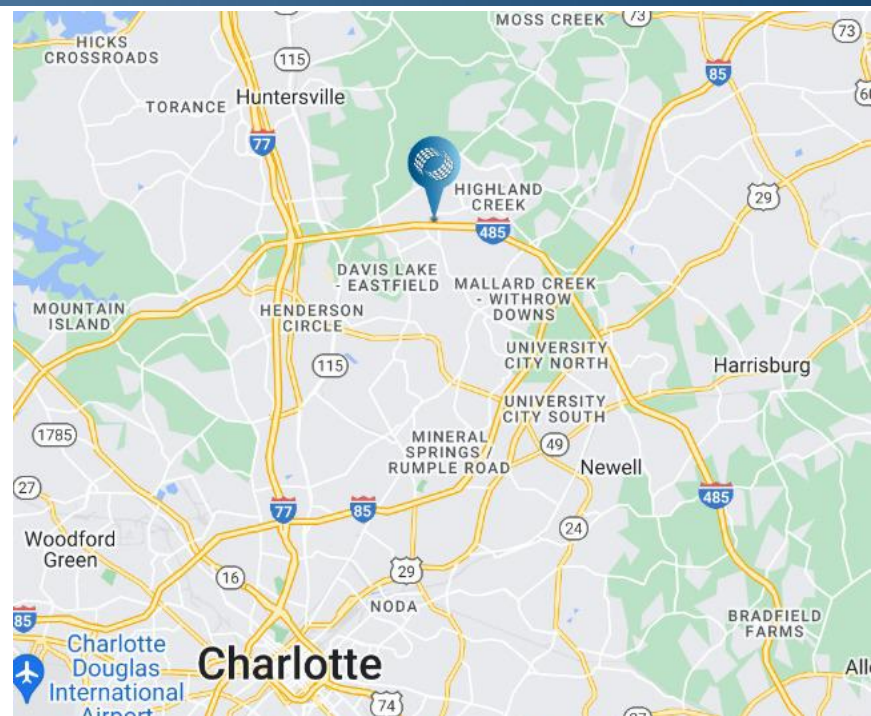 MOSS CREEK
73
73
HICKS
CROSSROADS
115
85
TORANCE
Huntersville
77
HIGHLAND
CREEK
29
485
DAVIS LAKE
- EASTFIELD
MALLARD CREEK
- WITHROW
DOWNS
MOUNTAIN
ISLAND
HENDERSON
CIRCLE
UNIVERSITY
CITY NORTH
115
Harrisburg
UNIVERSITY
CITY SOUTH
1785
MINERAL
SPRINGS /
RUMPLE ROAD
49
Newell
27
485
77
85
24
Woodford
Green
29
16
NODA
BRADFIELD
FARMS
85
Charlotte
Douglas
International
Airport
Charlotte
74